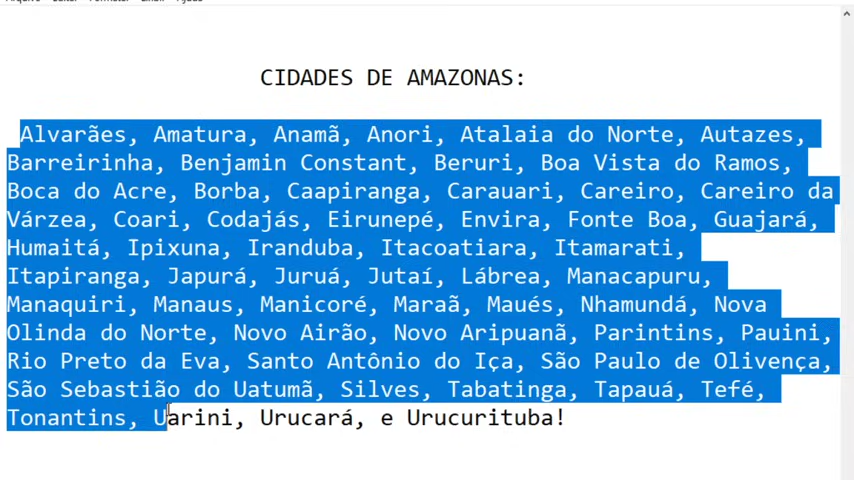 CIDADES DE AMAZONAS:
Alvarães, Amatura, Anamã, Anori, Atalaia do Norte, Autazes,
Barreirinha, Benjamin Constant, Beruri, Boa Vista do Ramos,
Boca do Acre, Borba, Caapiranga, Carauari, Careiro, Careiro da
Várzea, Coari, Codajás, Eirunepé, Envira, Fonte Boa, Guajará,
Humaitá, Ipixuna, Iranduba, Itacoatiara, Itamarati,
Itapiranga, Japurá, Juruá, Jutaí, Lábrea, Manacapuru,
Manaquiri, Manaus, Manicoré, Maraã, Maués, Nhamundá, Nova
Olinda do Norte, Novo Airão, Novo Aripuanã, Parintins, Pauini,
Rio Preto da Eva, Santo Antônio do Iça, São Paulo de Olivença,
São Sebastião do Uatumã, Silves, Tabatinga, Tapauá, Tefé,
Tonantins, Uarini, Urucará, e Urucurituba!